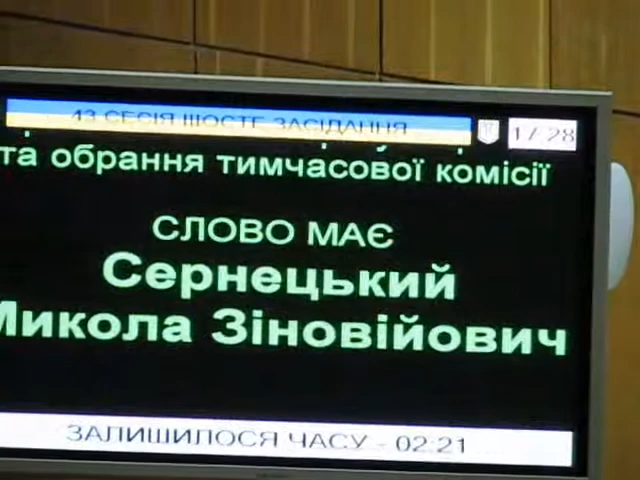 43 СЕСІЯ ШОСТЕ ЗАСІДАННЯ
17 28
та обрання тимчасової комісії
СЛОВО МАЄ
Сернецький
Микола Зіновійович
ЗАЛИШИЛОСЯ ЧАСУ - 02:21